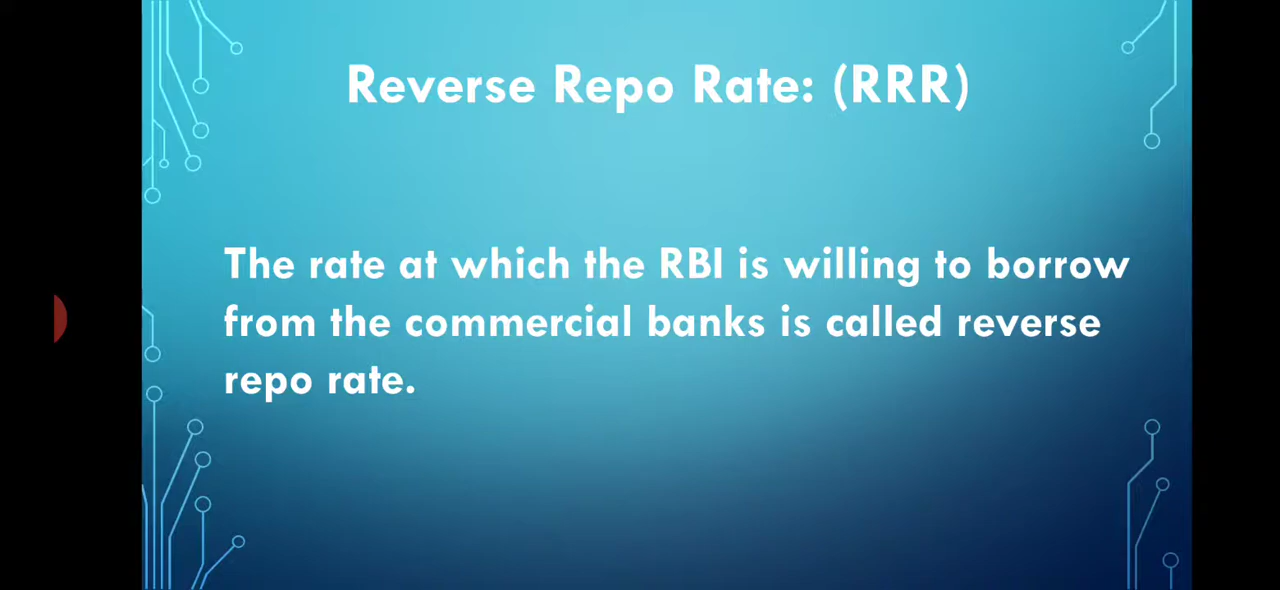 Reverse Repo Rate: (RRR)
The rate at which the RBI is willing to borrow
from the commercial banks is called reverse
repo rate.